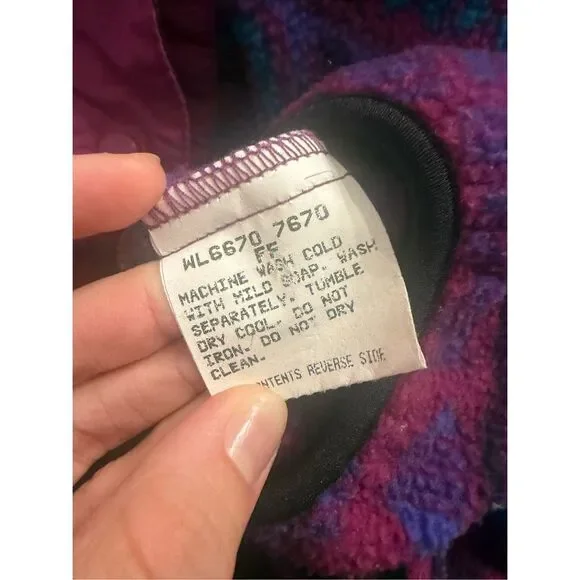 WL6670 7670
FF
MACHINE WASH COLD
WITH MILD SOAP. WASH
SEPARATELY. TUMBLE
DRY COOL. DO NOT
IRON. DO NOT DRY
CLEAN.
CONTENTS REVERSE SIDE